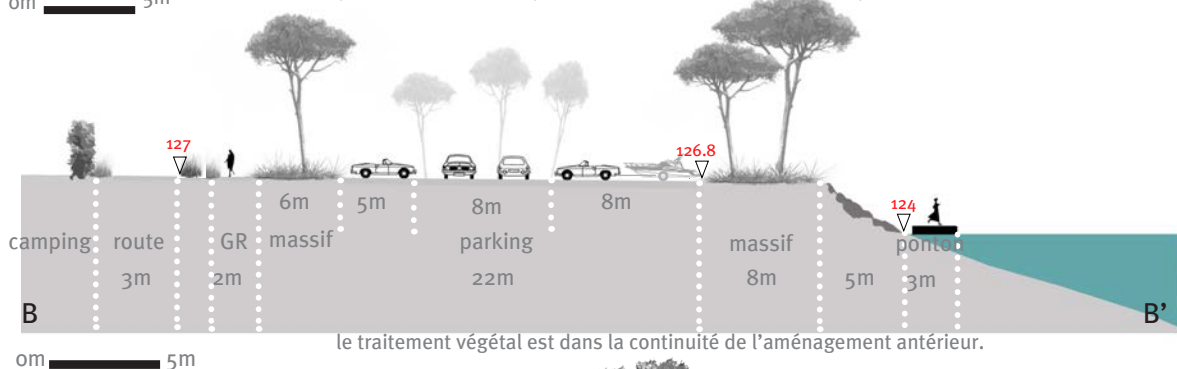 0m 5m
127
126.8
6m 5m 8m 8m
124
camping route GR massif parking massif ponton
3m 2m 22m 8m 5m 3m
B B’
le traitement végétal est dans la continuité de l’aménagement antérieur.
0m 5m